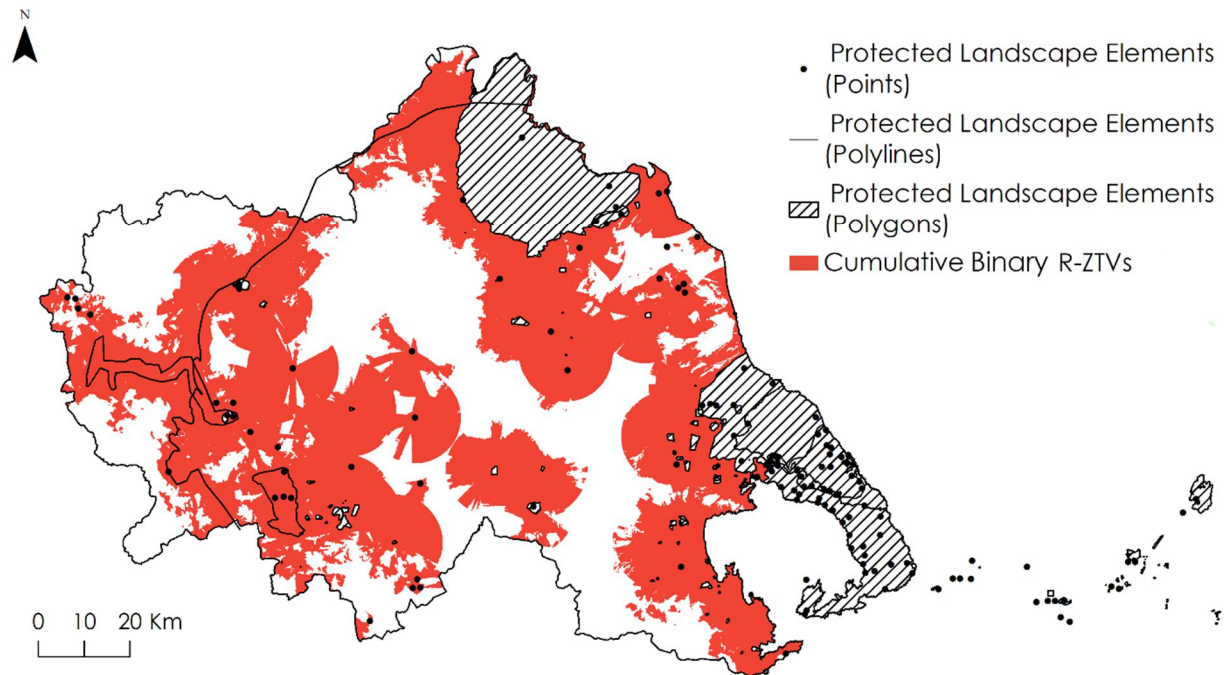 N
Protected Landscape Elements
(Points)
Protected Landscape Elements
(Polylines)
Protected Landscape Elements
(Polygons)
Cumulative Binary R-ZTVs
0 10 20 Km